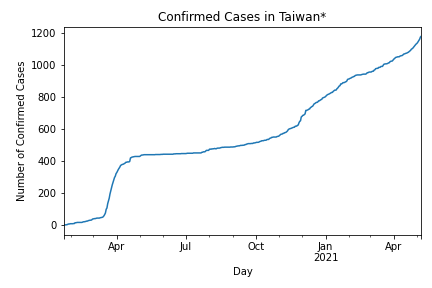 Confirmed Cases in Taiwan*
Number of Confirmed Cases
1200
1000
800
600
400
200
0
Apr
Jul
Oct
Jan
2021
Apr
Day